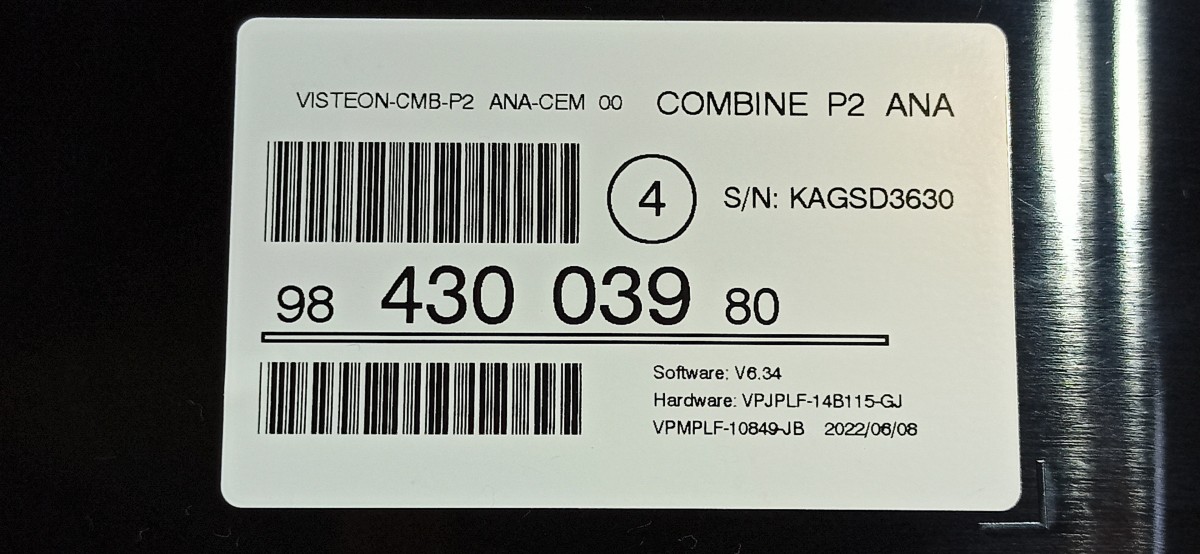 VISTEON-CMB-P2 ANA-CEM 00 COMBINE P2 ANA
4 S/N: KAGSD3630
98 430 039 80
Software: V6.34
Hardware: VPJPLF-14B115-GJ
VPMPLF-10849-JB 2022/06/08